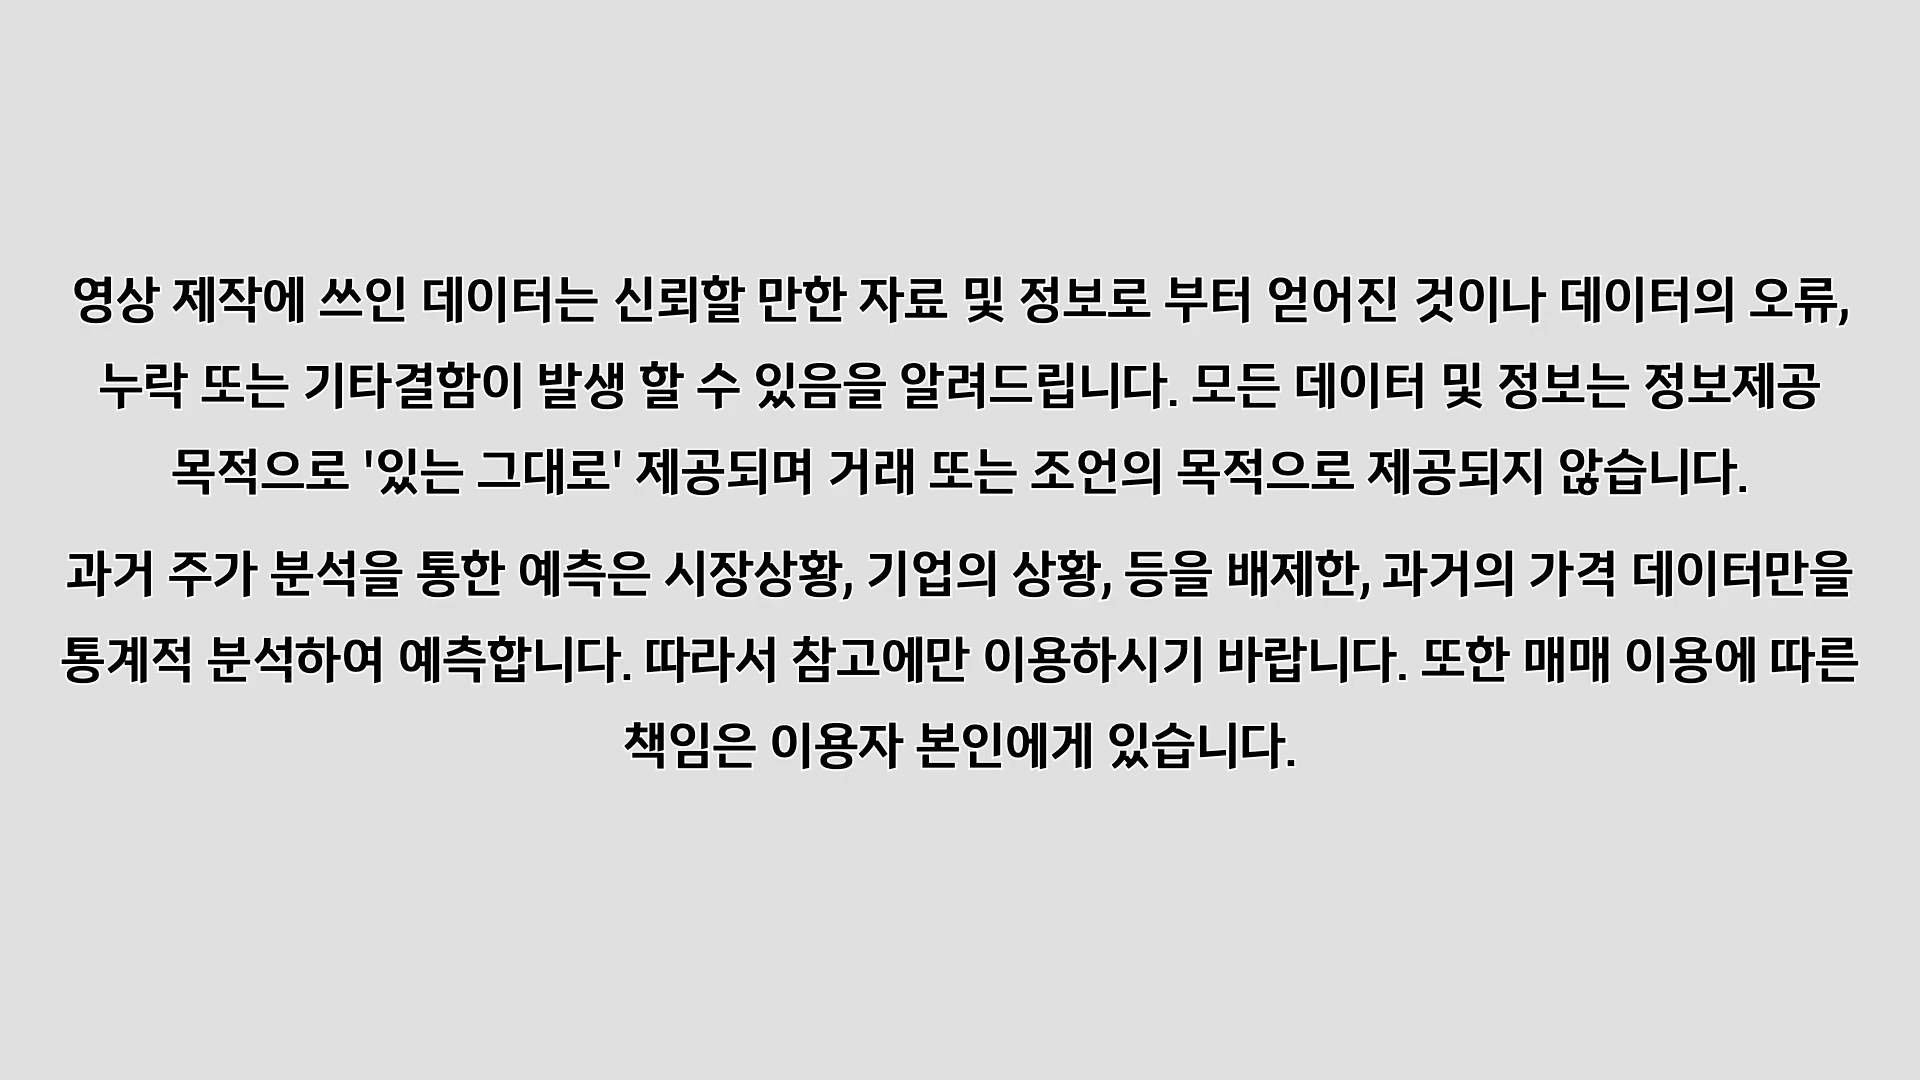 영상 제작에 쓰인 데이터는 신뢰할 만한 자료 및 정보로 부터 얻어진 것이나 데이터의 오류,
누락 또는 기타결함이 발생 할 수 있음을 알려드립니다. 모든 데이터 및 정보는 정보제공
목적으로 '있는 그대로' 제공되며 거래 또는 조언의 목적으로 제공되지 않습니다.
과거 주가 분석을 통한 예측은 시장상황, 기업의 상황, 등을 배제한, 과거의 가격 데이터만을
통계적 분석하여 예측합니다. 따라서 참고에만 이용하시기 바랍니다. 또한 매매 이용에 따른
책임은 이용자 본인에게 있습니다.